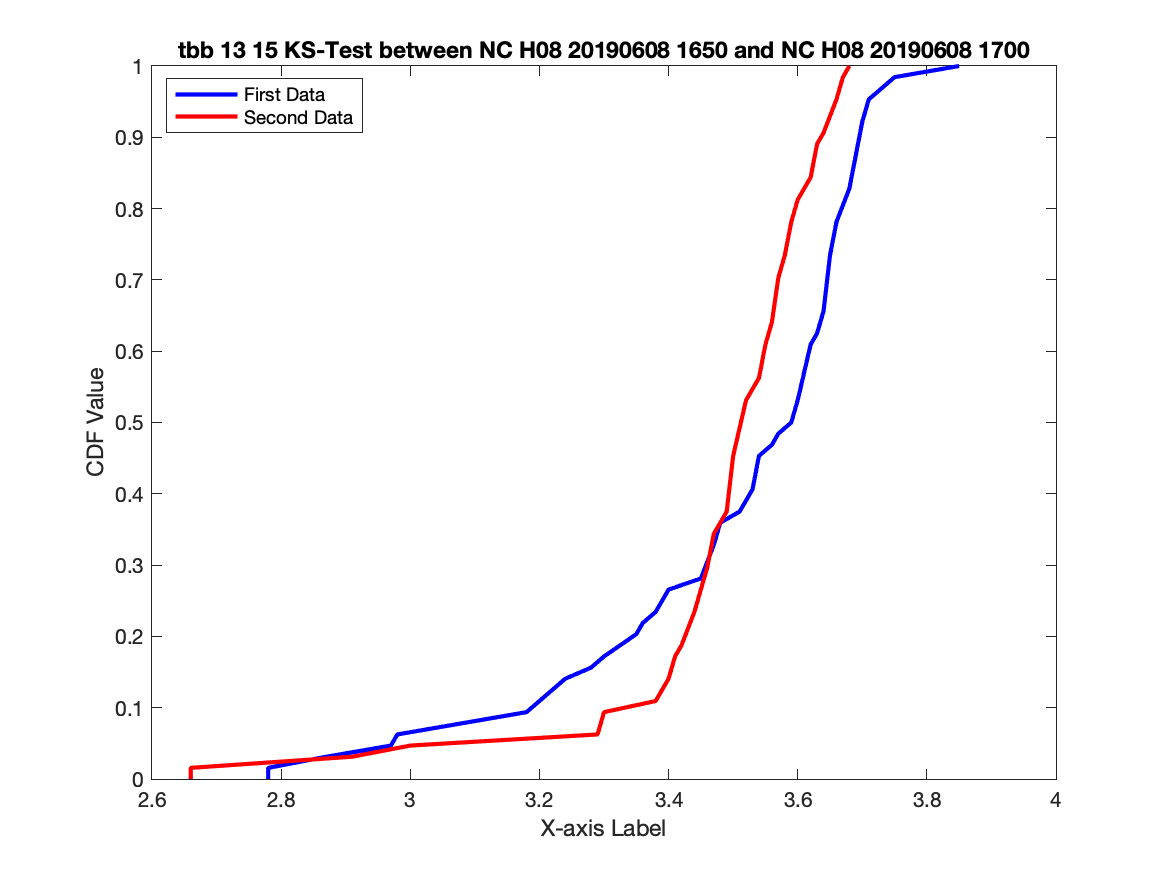 tbb 13 15 KS-Test between NC H08 20190608 1650 and NC H08 20190608 1700
First Data
Second Data
1
0.9
0.8
0.7
0.6
0.5
0.4
0.3
0.2
0.1
0
CDF Value
2.6 2.8 3 3.2 3.4 3.6 3.8 4
X-axis Label